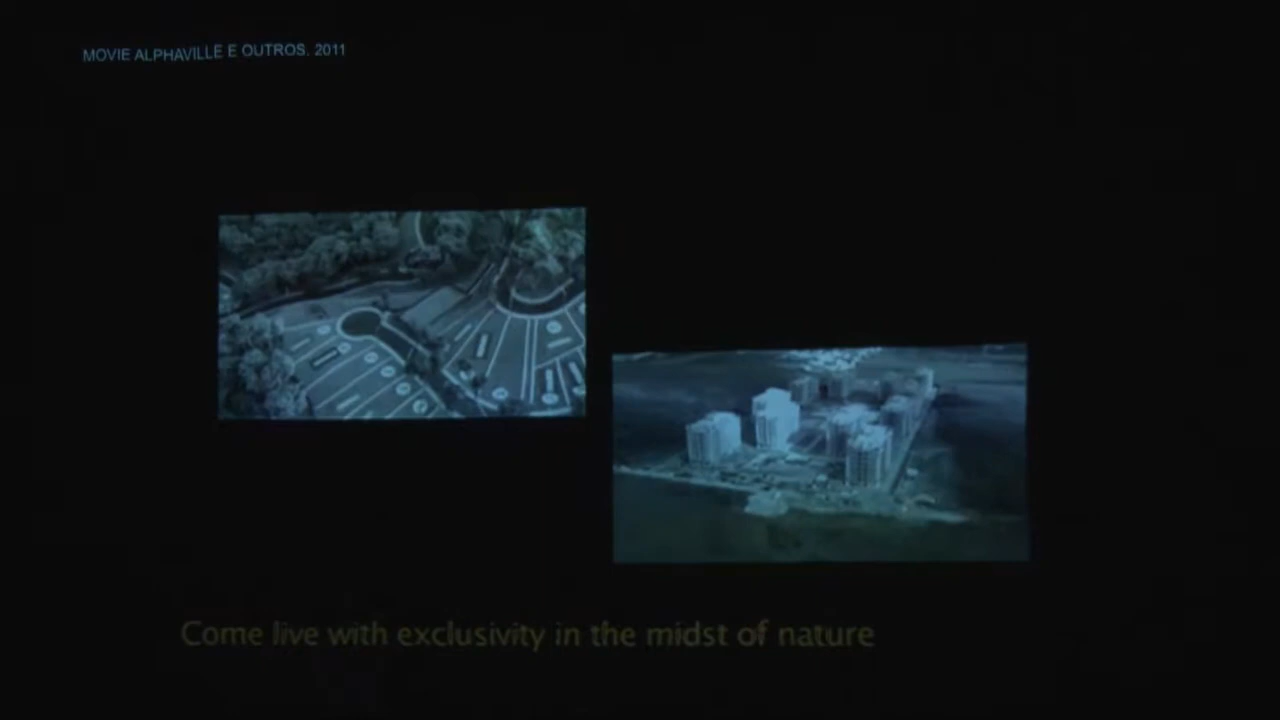 MOVIE ALPHAVILLE E OUTROS. 2011
Come live with exclusivity in the midst of nature